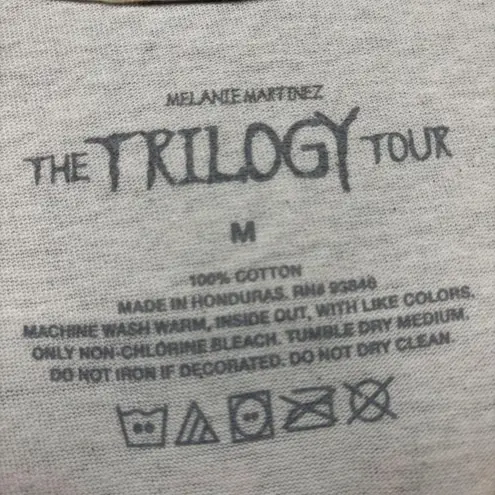 MELANIE MARTINEZ
THE TRILOGY TOUR
M
100% COTTON
MADE IN HONDURAS. RN# 93846
MACHINE WASH WARM, INSIDE OUT, WITH LIKE COLORS.
ONLY NON-CHLORINE BLEACH. TUMBLE DRY MEDIUM.
DO NOT IRON IF DECORATED. DO NOT DRY CLEAN.